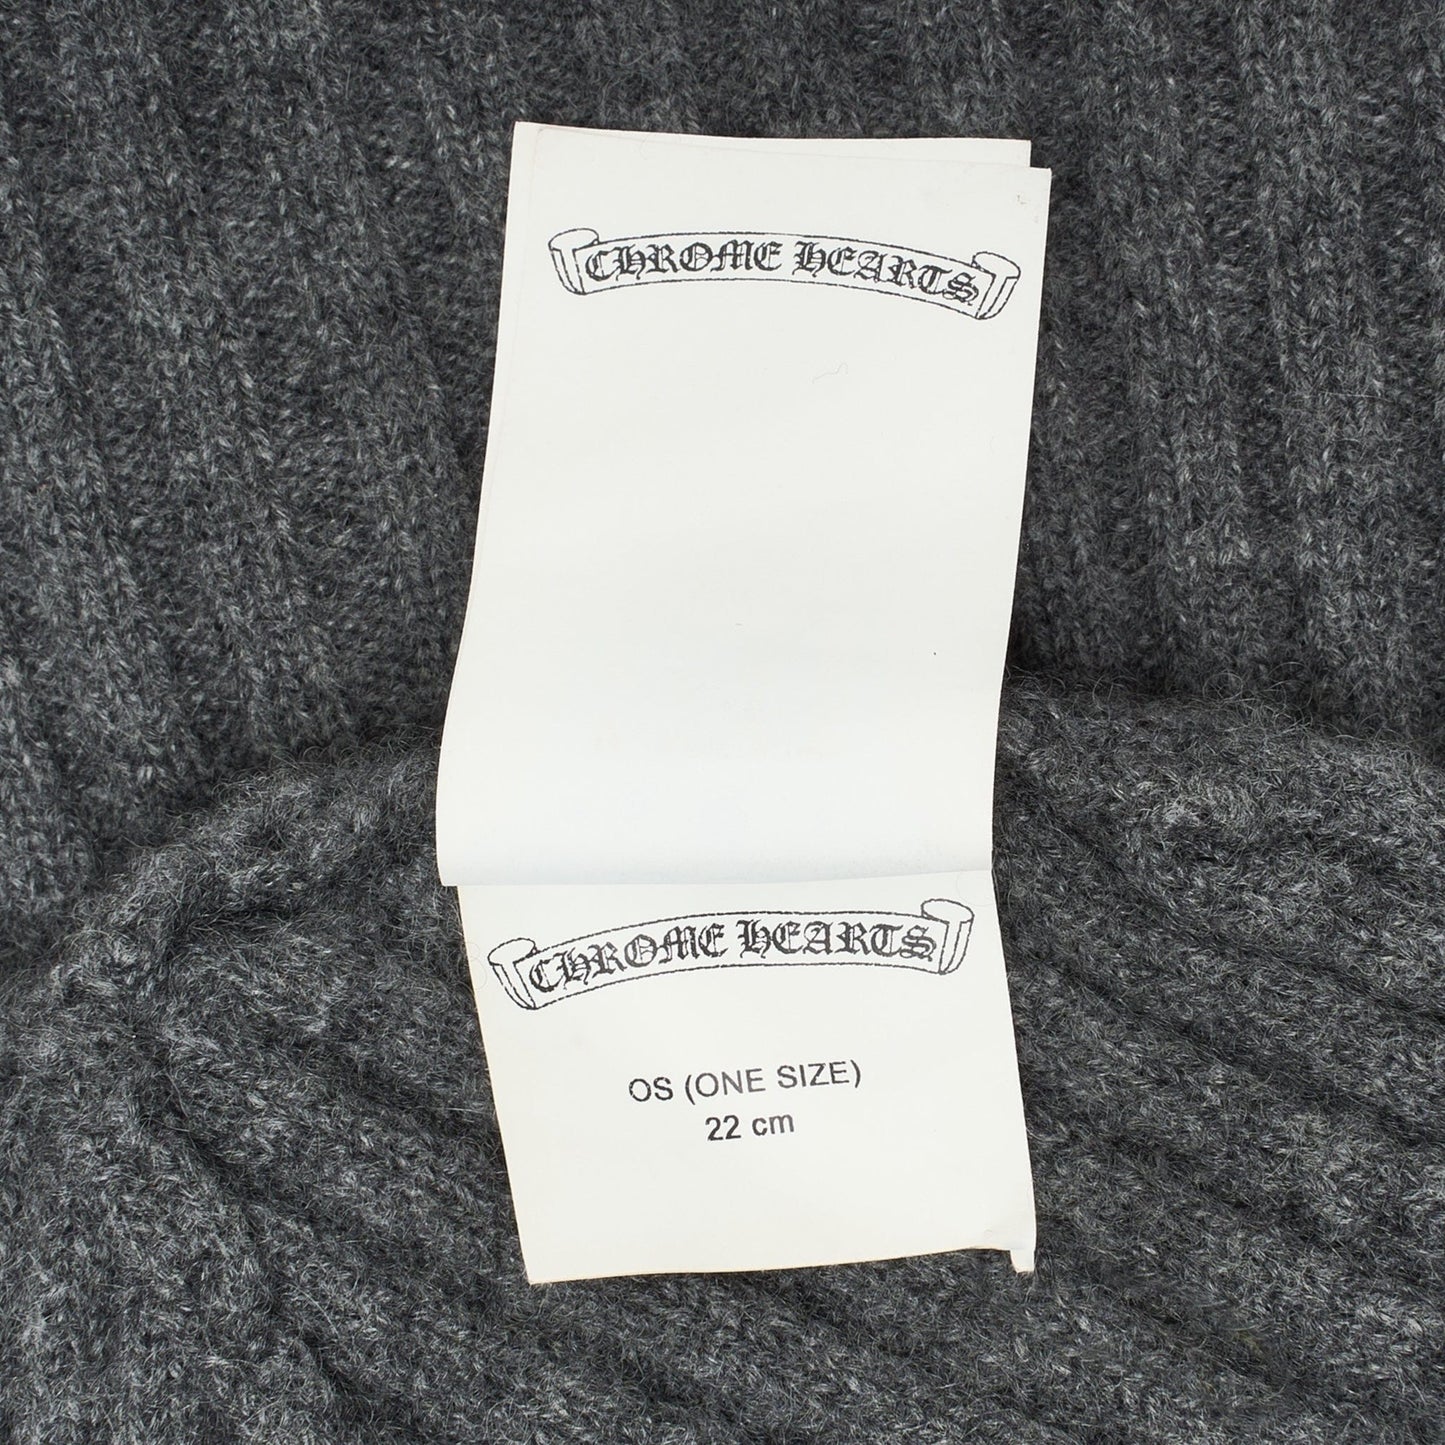 CHROME HEARTS
CHROME HEARTS
OS (ONE SIZE)
22 cm